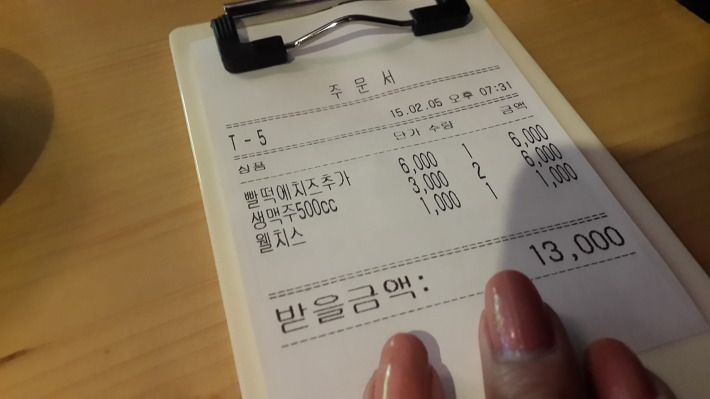 주 문 서
15.02.05 오후 07:31
T - 5
상품 단가 수량 금액
빨떡에치즈추가 6,000 1 6,000
생맥주500cc 3,000 2 6,000
웰치스 1,000 1 1,000
받을금액: 13,000